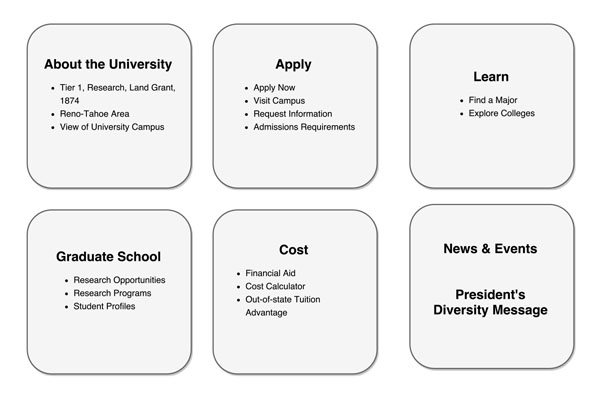 About the University
• Tier 1, Research, Land Grant,
1874
• Reno-Tahoe Area
• View of University Campus
Apply
• Apply Now
• Visit Campus
• Request Information
• Admissions Requirements
Learn
• Find a Major
• Explore Colleges
Graduate School
• Research Opportunities
• Research Programs
• Student Profiles
Cost
• Financial Aid
• Cost Calculator
• Out-of-state Tuition
Advantage
News & Events
President's
Diversity Message